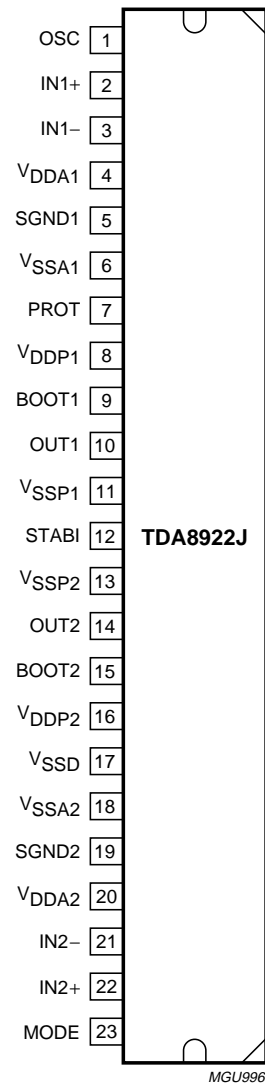 OSC 1
IN1+ 2
IN1− 3
VDDA1 4
SGND1 5
VSSA1 6
PROT 7
VDDP1 8
BOOT1 9
OUT1 10
VSSP1 11
STABI 12 TDA8922J
VSSP2 13
OUT2 14
BOOT2 15
VDDP2 16
VSSD 17
VSSA2 18
SGND2 19
VDDA2 20
IN2− 21
IN2+ 22
MODE 23
MGU996